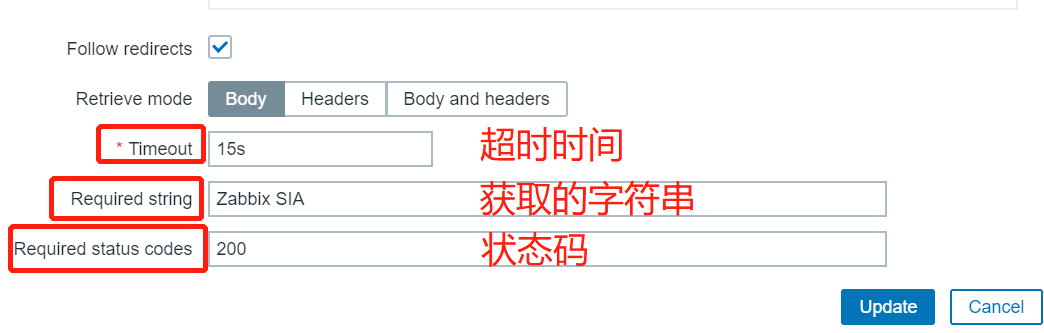 Follow redirects
Retrieve mode Body Headers Body and headers
* Timeout 15s 超时时间
Required string Zabbix SIA 获取的字符串
Required status codes 200 状态码
Update Cancel